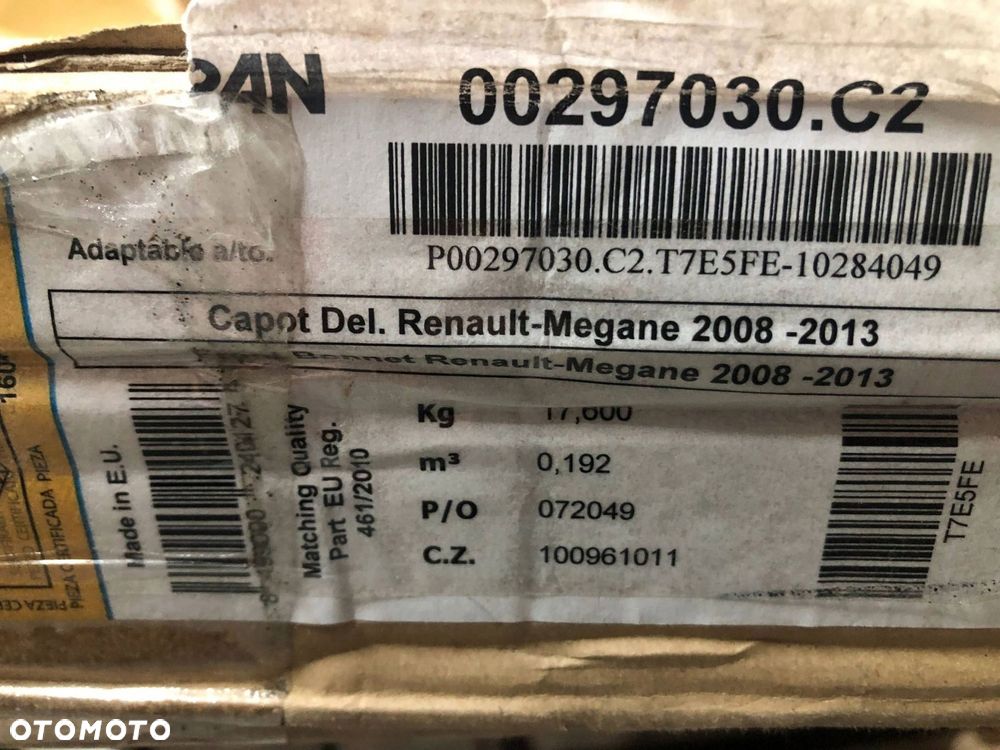 PAN
00297030.C2
Adaptable a/to.
P00297030.C2.T7E5FE-10284049
Capot Del. Renault-Megane 2008 -2013
Bonnet Renault-Megane 2008 -2013
Made in E.U.
Matching Quality
Part EU Reg.
461/2010
Kg 17,600
m³ 0,192
P/O 072049
C.Z. 100961011
T7E5FE
PIEZA CERTIFICADA PIEZA
OTOMOTO